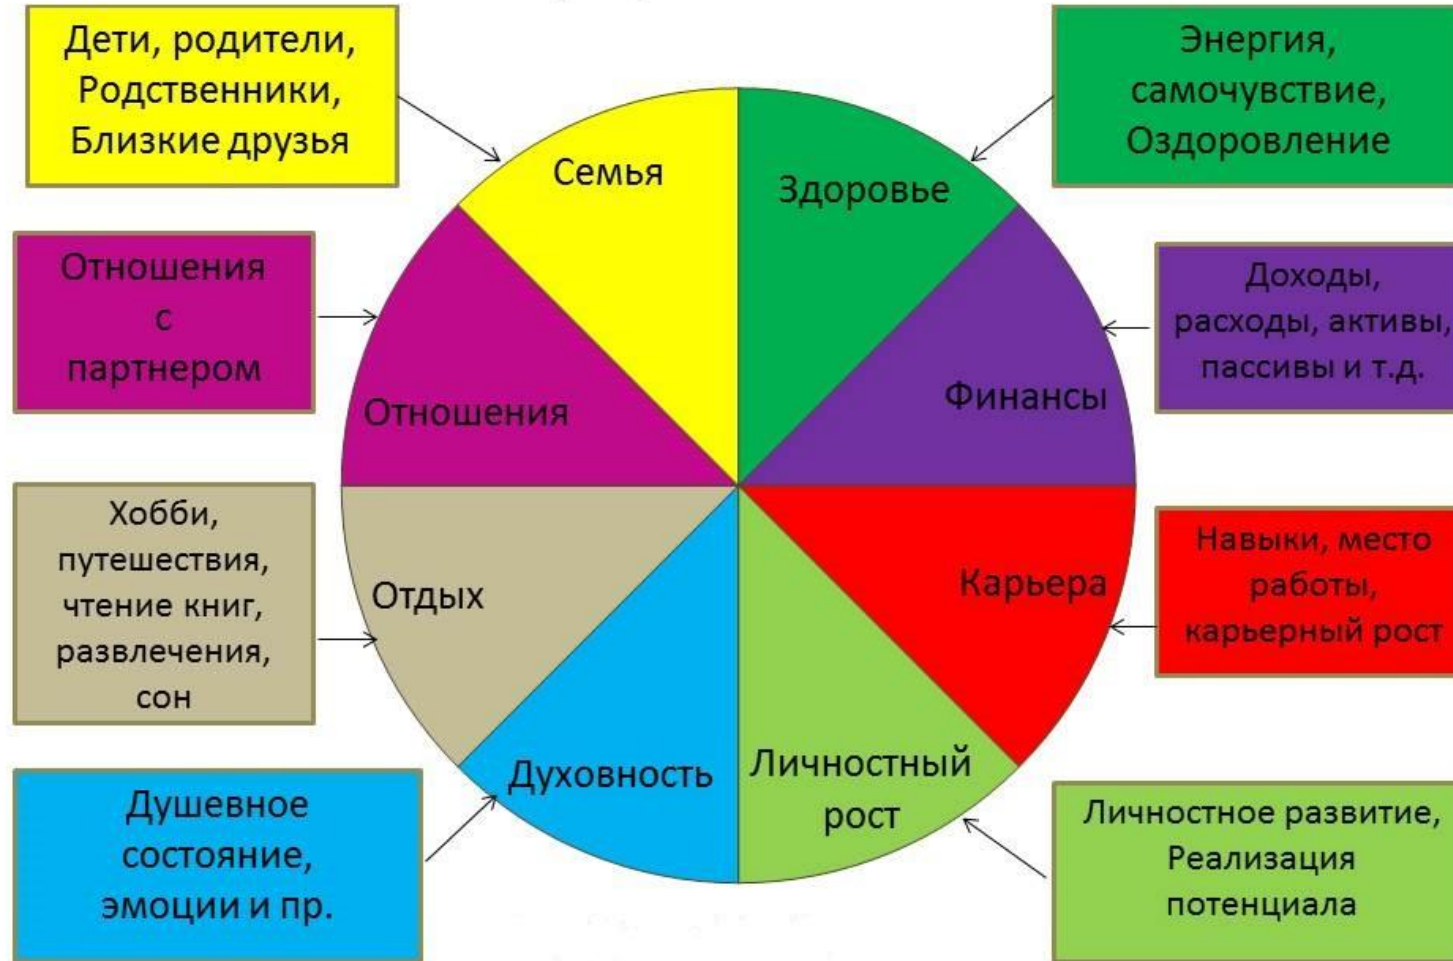 Дети, родители,
Родственники,
Близкие друзья
Энергия,
самочувствие,
Оздоровление
Семья
Здоровье
Отношения
с
партнером
Доходы,
расходы, активы,
пассивы и т.д.
Отношения
Финансы
Хобби,
путешествия,
чтение книг,
развлечения,
сон
Отдых
Карьера
Навыки, место
работы,
карьерный рост
Духовность
Личностный
рост
Душевное
состояние,
эмоции и пр.
Личностное развитие,
Реализация
потенциала